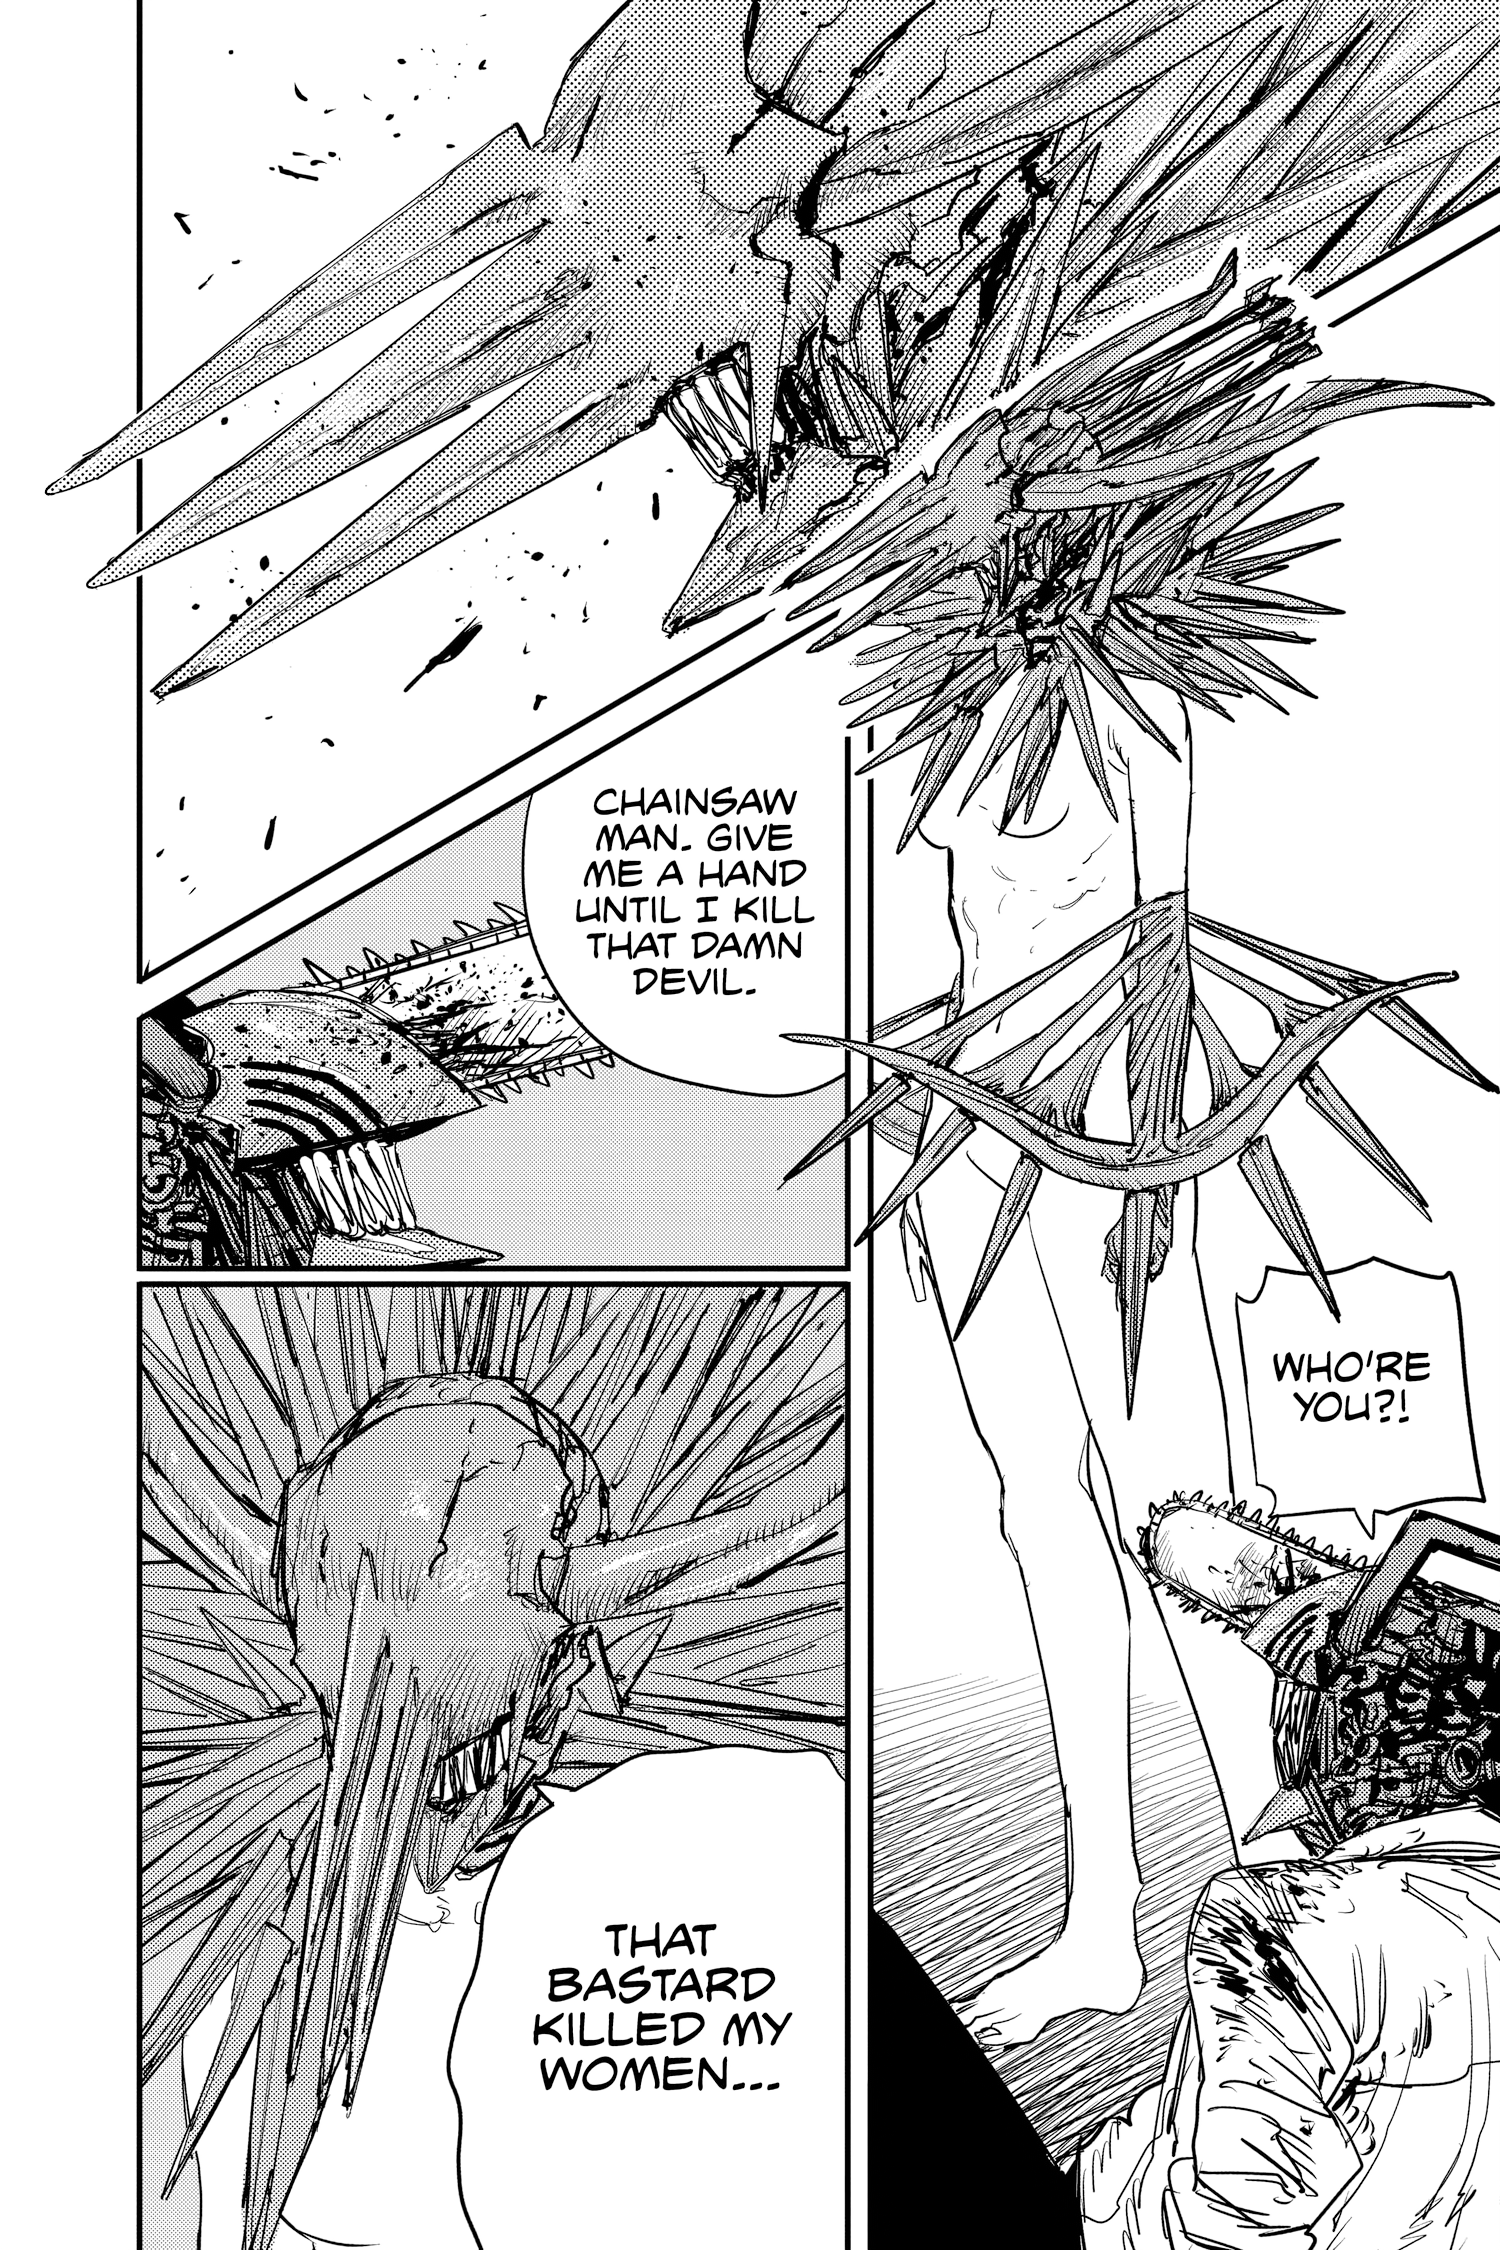 WHO'RE
YOU?!
CHAINSAW
MAN. GIVE
ME A HAND
UNTIL I KILL
THAT DAMN
DEVIL.
THAT
BASTARD
KILLED MY
WOMEN...